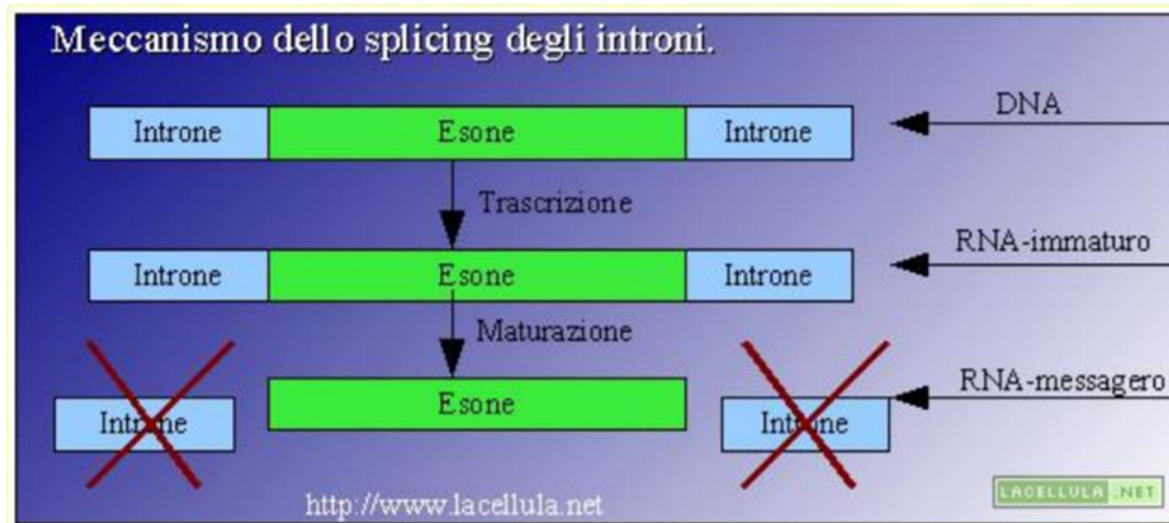 Meccanismo dello splicing degli introni.
Introne Esone Introne
DNA
Trascrizione
Introne Esone Introne
RNA-immaturo
Maturazione
Introne Esone Introne
RNA-messagero
http://www.lacellula.net
LACELLULA .NET